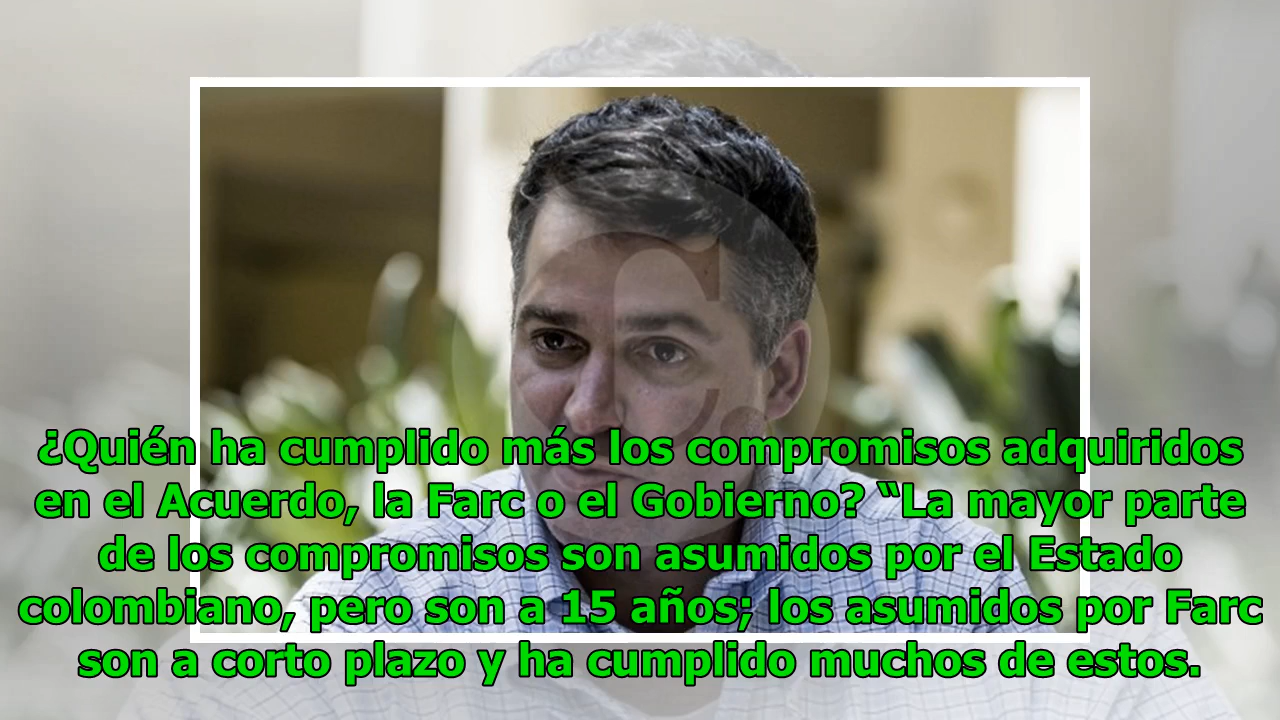 ¿Quién ha cumplido más los compromisos adquiridos
en el Acuerdo, la Farc o el Gobierno? “La mayor parte
de los compromisos son asumidos por el Estado
colombiano, pero son a 15 años; los asumidos por Farc
son a corto plazo y ha cumplido muchos de estos.